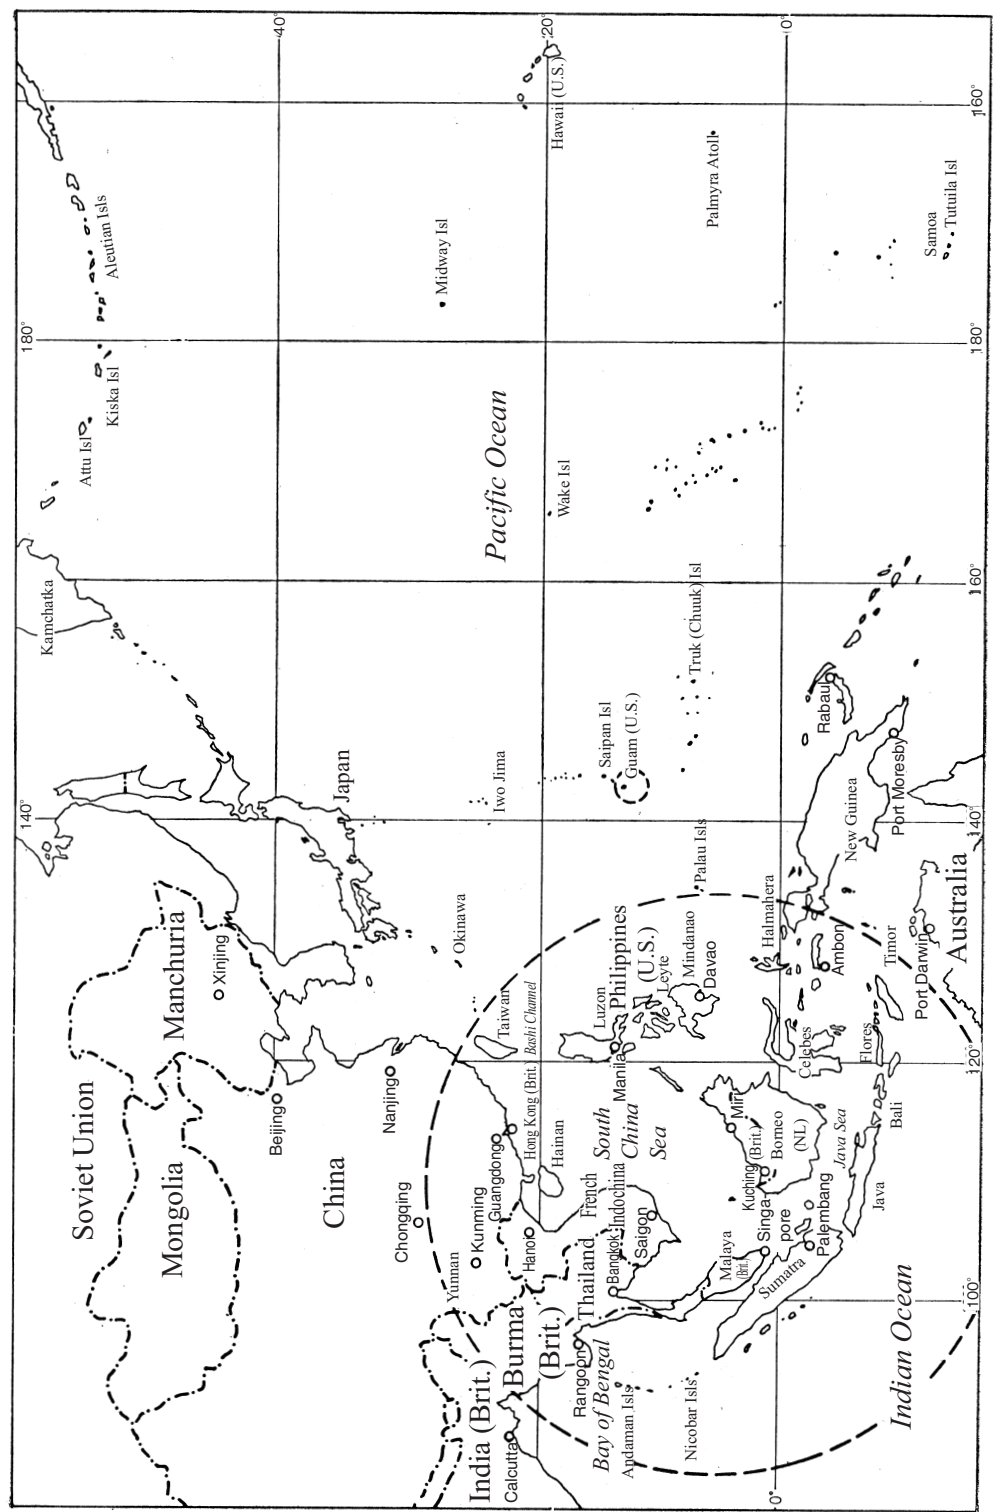 140°
180°
Kamchatka
Soviet Union
Attu Isl
Aleutian Isls
Kiska Isl
Mongolia
Manchuria
Xinjing
40°
Beijing
China
Japan
Nanjing
Chongqing
Midway Isl
Yunnan
Okinawa
Kunming
India (Brit.)
Guangdong
Pacific Ocean
Iwo Jima
Taiwan
Calcutta
Burma
(Brit.)
Hanoi
Hong Kong (Brit.)
Bashi Channel
20°
Hawaii (U.S.)
Hainan
Wake Isl
Rangoon
Thailand
French
Indochina
Luzon
Saipan Isl
Bay of Bengal
Bangkok
South
China
Sea
Manila
Philippines
(U.S.)
Guam (U.S.)
Andaman Isls
Saigon
Leyte
Mindanao
Davao
Nicobar Isls
Palau Isls
Truk (Chuuk) Isl
Palmyra Atoll
Malaya
(Brit.)
Miri
Kuching
(Brit.)
Singa-
pore
Borneo
(NL)
Halmahera
Sumatra
0°
0°
Celebes
Palembang
Java Sea
Ambon
Rabaul
New Guinea
Flores
Java
Bali
Timor
Port Moresby
Indian Ocean
Port Darwin
Samoa
Tutuila Isl
Australia
100°
120°
140°
160°
180°
160°